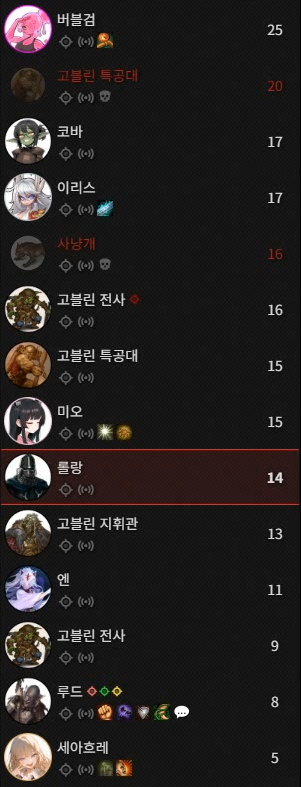 버블검 25
고블린 특공대 20
코바 17
이리스 17
사냥개 16
고블린 전사 16
고블린 특공대 15
미오 15
롤랑 14
고블린 지휘관 13
엔 11
고블린 전사 9
루드 8
세아흐레 5